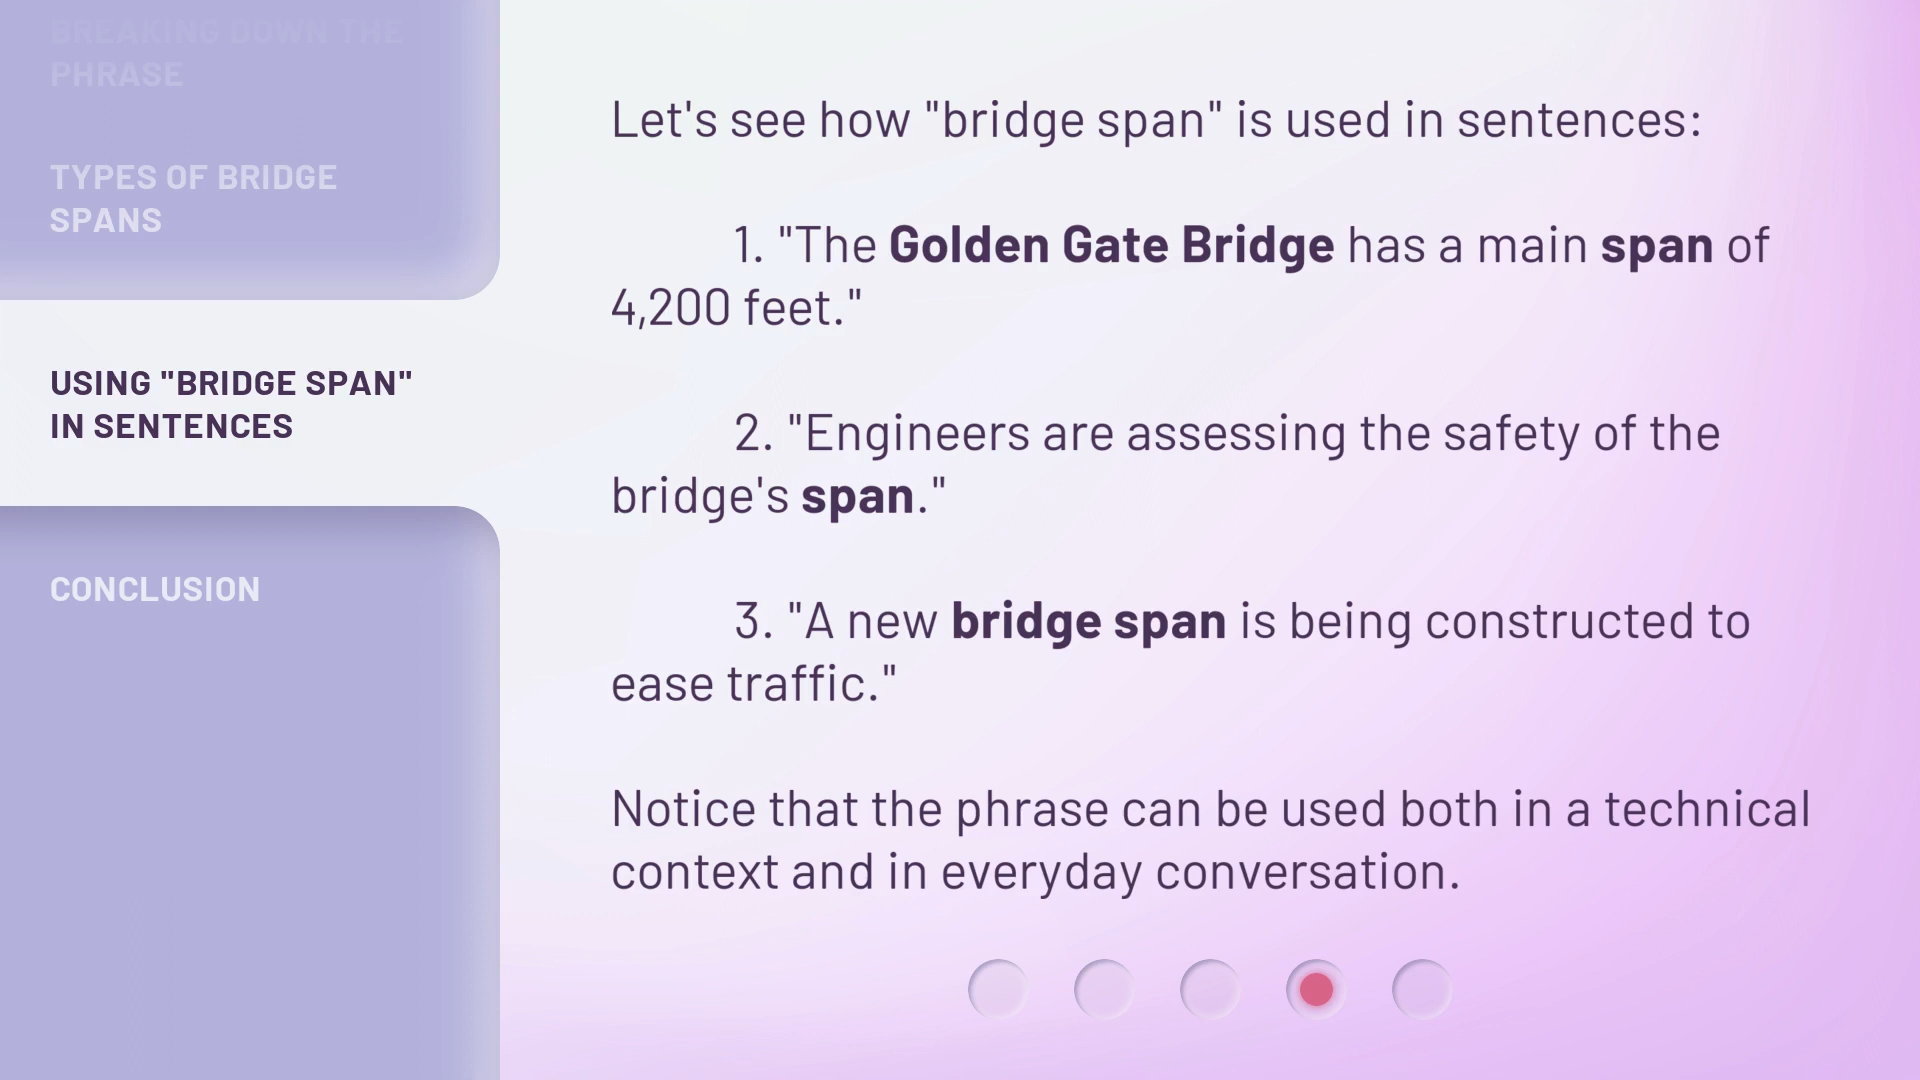 BREAKING DOWN THE
PHRASE
TYPES OF BRIDGE
SPANS
USING "BRIDGE SPAN"
IN SENTENCES
CONCLUSION
Let's see how "bridge span" is used in sentences:
1. "The Golden Gate Bridge has a main span of
4,200 feet."
2. "Engineers are assessing the safety of the
bridge's span."
3. "A new bridge span is being constructed to
ease traffic."
Notice that the phrase can be used both in a technical
context and in everyday conversation.